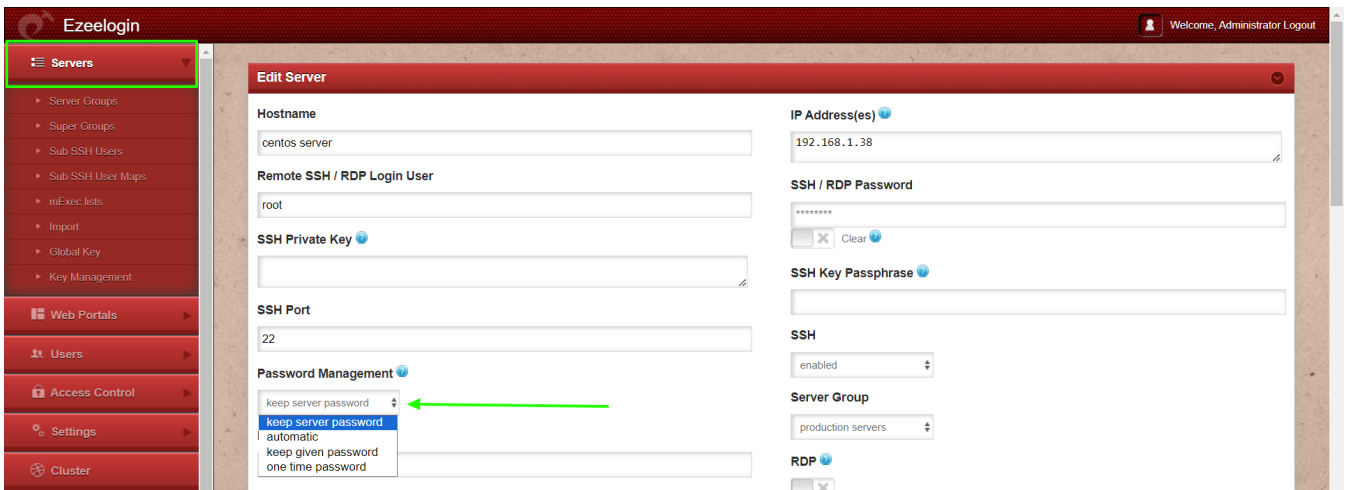 Ezeelogin
Welcome, Administrator Logout
Servers
Server Groups
Super Groups
Sub SSH Users
Sub SSH User Maps
mExec lists
Import
Global Key
Key Management
Web Portals
Users
Access Control
Settings
Cluster
Edit Server
Hostname
centos server
Remote SSH / RDP Login User
root
SSH Private Key
SSH Port
22
Password Management
keep server password
keep server password
automatic
keep given password
one time password
IP Address(es)
192.168.1.38
SSH / RDP Password
********
Clear
SSH Key Passphrase
SSH
enabled
Server Group
production servers
RDP